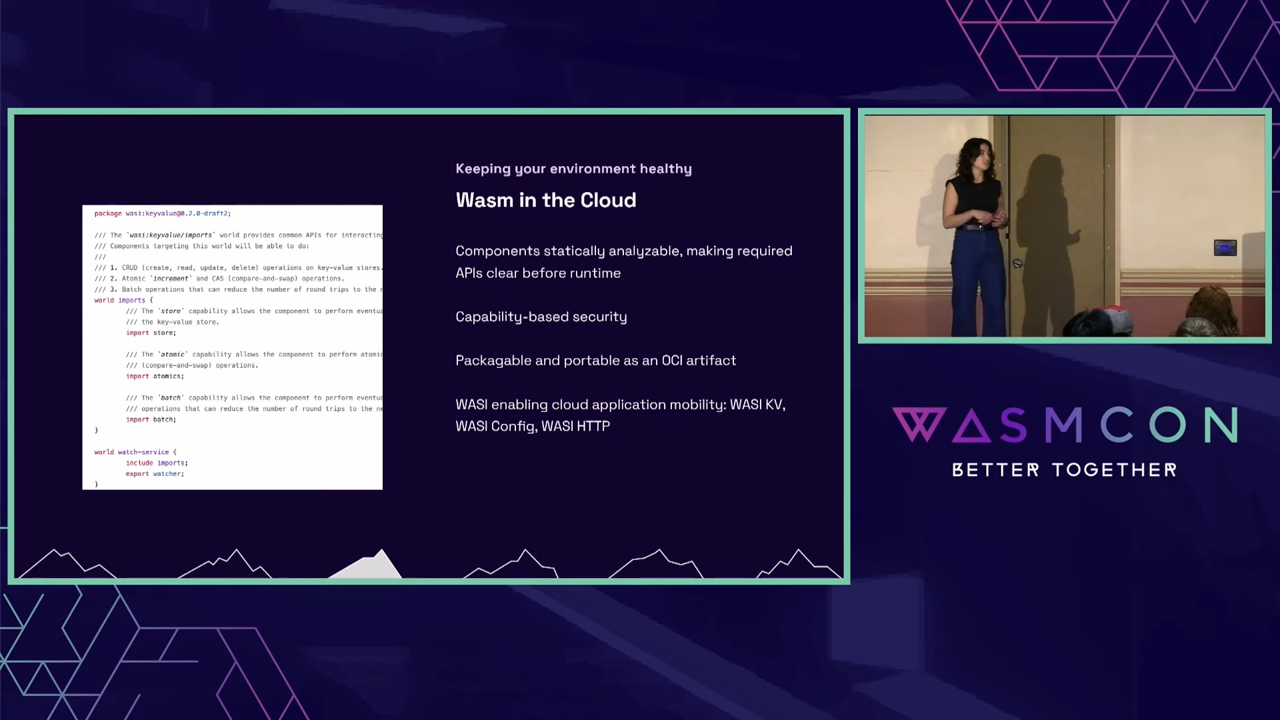 Keeping your environment healthy
Wasm in the Cloud
Components statically analyzable, making required
APIs clear before runtime
Capability-based security
Packagable and portable as an OCI artifact
WASI enabling cloud application mobility: WASI KV,
WASI Config, WASI HTTP
package wasi:keyvalue@0.2.0-draft2;
/// The `wasi:keyvalue/imports` world provides common APIs for interacting
/// Components targeting this world will be able to do:
///
/// 1. CRUD (create, read, update, delete) operations on key-value stores.
/// 2. Atomic `increment` and CAS (compare-and-swap) operations.
/// 3. Batch operations that can reduce the number of round trips to the
world imports {
/// The `store` capability allows the component to perform
/// the key-value store.
import store;
/// The `atomic` capability allows the component to perform atomic
/// (compare-and-swap) operations.
import atomics;
/// The `batch` capability allows the component to perform
/// operations that can reduce the number of round trips to the
import batch;
}
world watch-service {
include imports;
export watcher;
}
WASMCON
BETTER TOGETHER